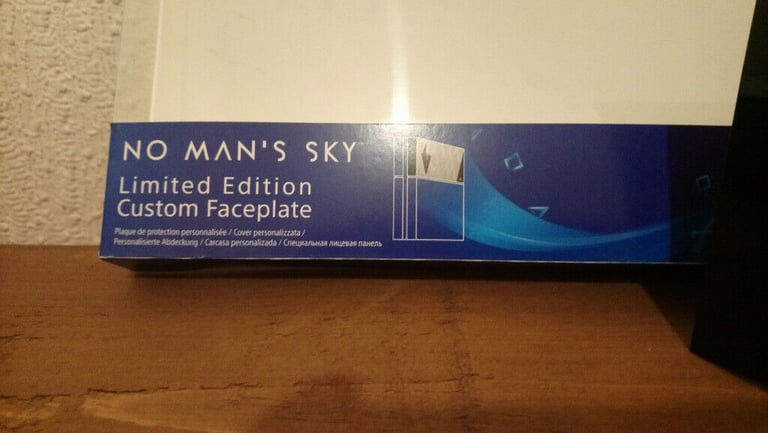 NO MAN'S SKY
Limited Edition
Custom Faceplate
Plaque de protection personnalisée / Cover personalizzata /
Personalisierte Abdeckung / Carcasa personalizada / Специальная лицевая панель